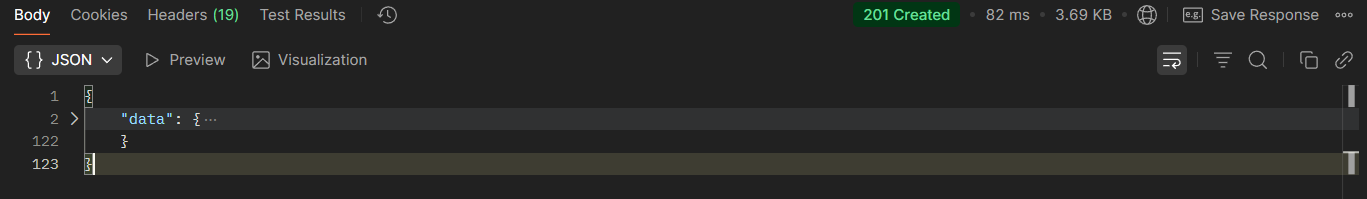 Body Cookies Headers (19) Test Results 201 Created • 82 ms • 3.69 KB • e.g. Save Response
{} JSON Preview Visualization
1 {
2 "data": { ...
122 }
123 }